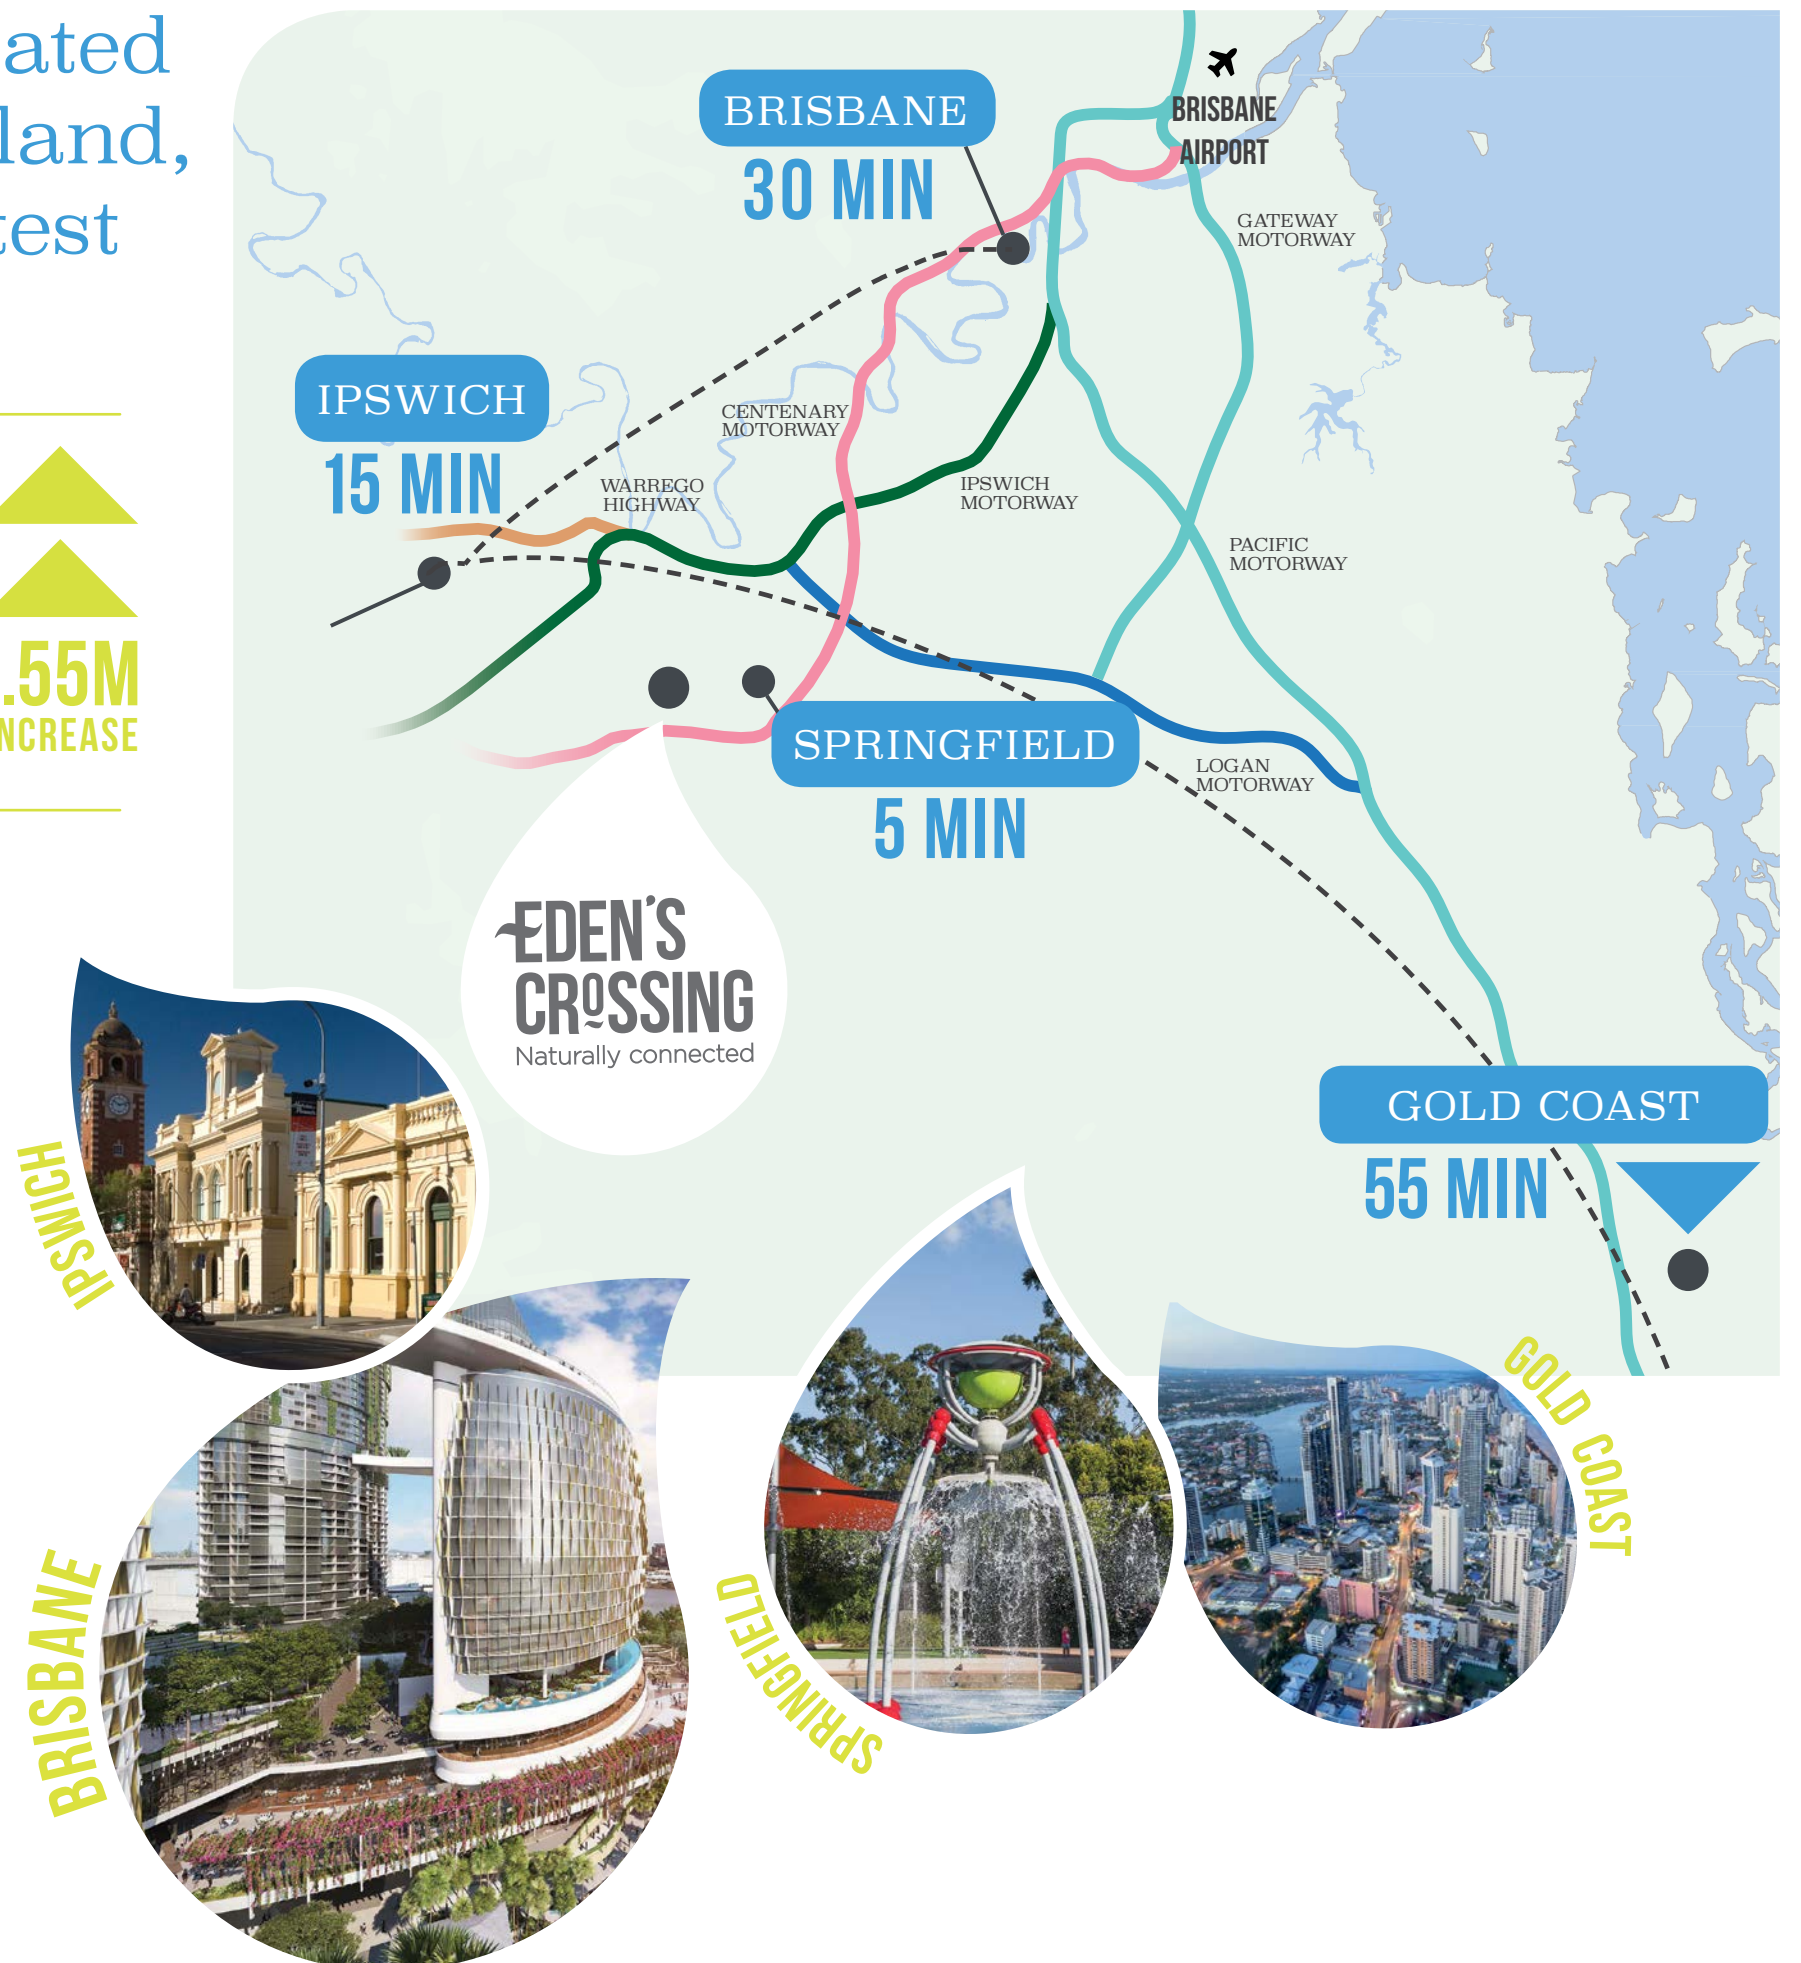 ated
land,
test
.55M
NCREASE
BRISBANE
30 MIN
BRISBANE
AIRPORT
GATEWAY
MOTORWAY
IPSWICH
15 MIN
CENTENARY
MOTORWAY
WARREGO
HIGHWAY
IPSWICH
MOTORWAY
PACIFIC
MOTORWAY
SPRINGFIELD
5 MIN
LOGAN
MOTORWAY
EDEN'S
CROSSING
Naturally connected
GOLD COAST
55 MIN
IPSWICH
BRISBANE
SPRINGFIELD
GOLD COAST